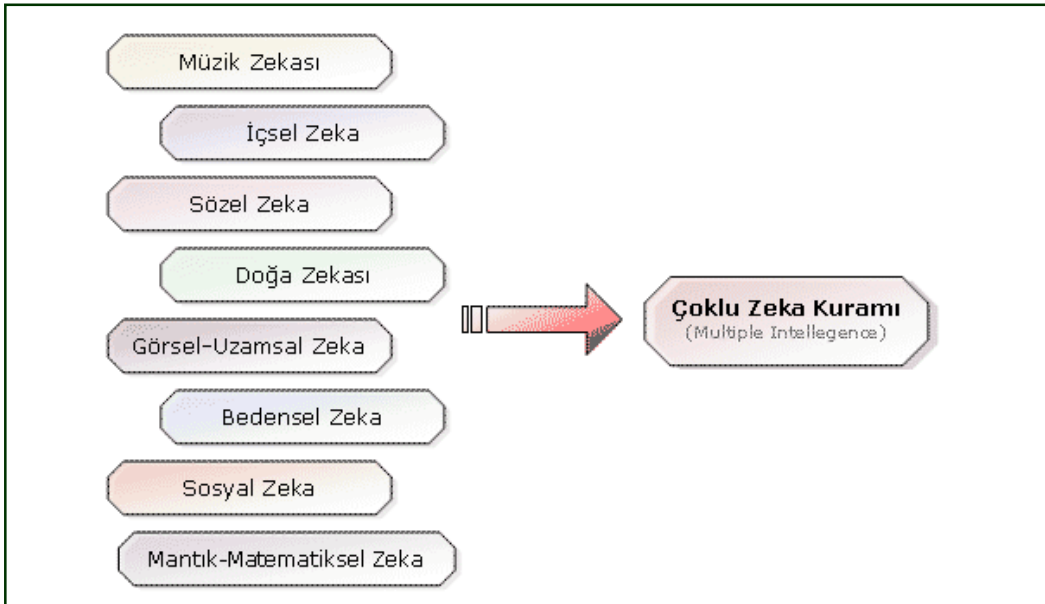 Müzik Zekası
İçsel Zeka
Sözel Zeka
Doğa Zekası
Görsel-Uzamsal Zeka
Bedensel Zeka
Sosyal Zeka
Mantık-Matematiksel Zeka
Çoklu Zeka Kuramı
(Multiple Intellegence)